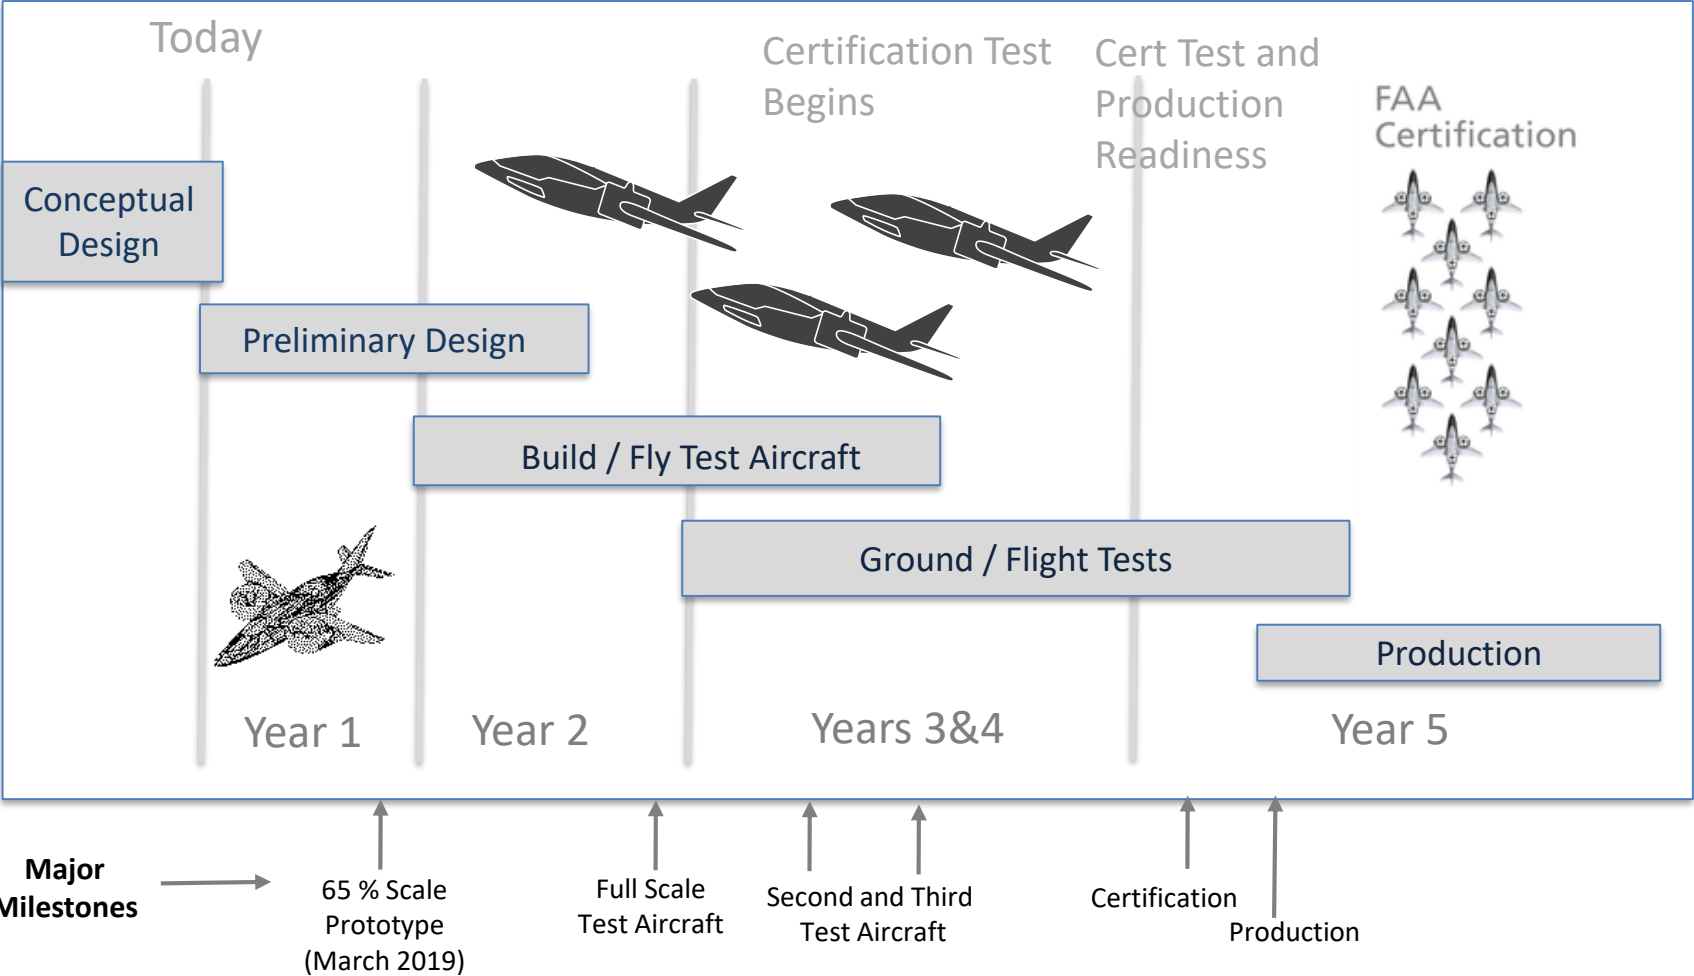 Today
Certification Test
Begins
Cert Test and
Production
Readiness
FAA
Certification
Conceptual
Design
Preliminary Design
Build / Fly Test Aircraft
Ground / Flight Tests
Production
Year 1
Year 2
Years 3&4
Year 5
Major
Milestones
65 % Scale
Prototype
(March 2019)
Full Scale
Test Aircraft
Second and Third
Test Aircraft
Certification
Production